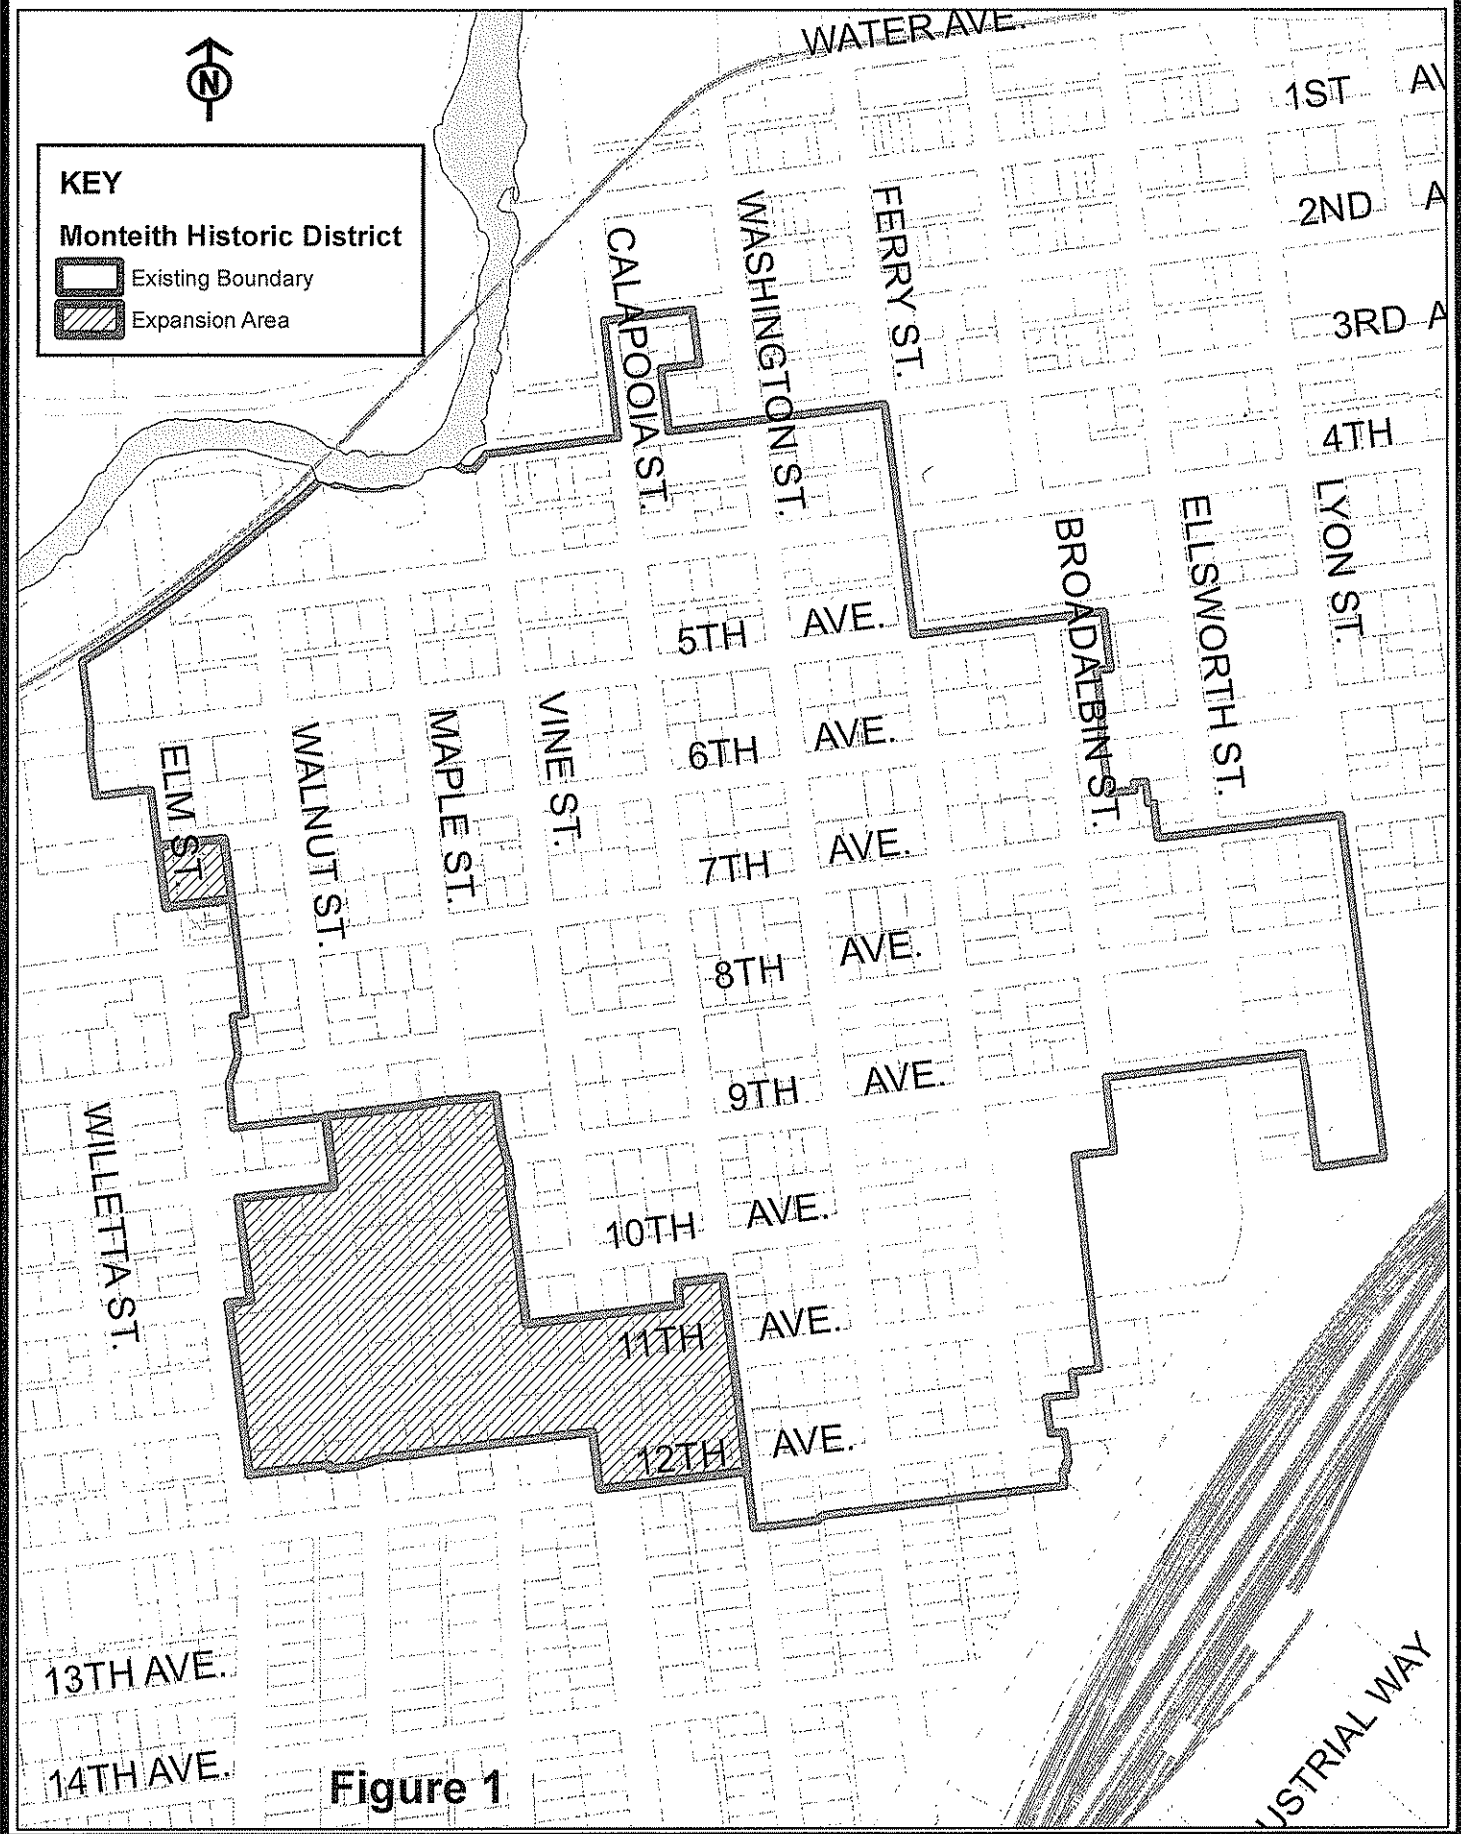 WATER AVE.
N
1ST AV
KEY
Monteith Historic District
Existing Boundary
Expansion Area
2ND A
CALAPOOIA ST.
WASHINGTON ST.
FERRY ST.
3RD A
4TH
BROADALBIN ST.
ELLSWORTH ST.
LYON ST.
5TH AVE.
6TH AVE.
ELM ST.
WALNUT ST.
MAPLE ST.
VINE ST.
7TH AVE.
8TH AVE.
9TH AVE.
WILLETTA ST.
10TH AVE.
11TH AVE.
12TH AVE.
13TH AVE.
14TH AVE.
USTRIAL WAY
Figure 1